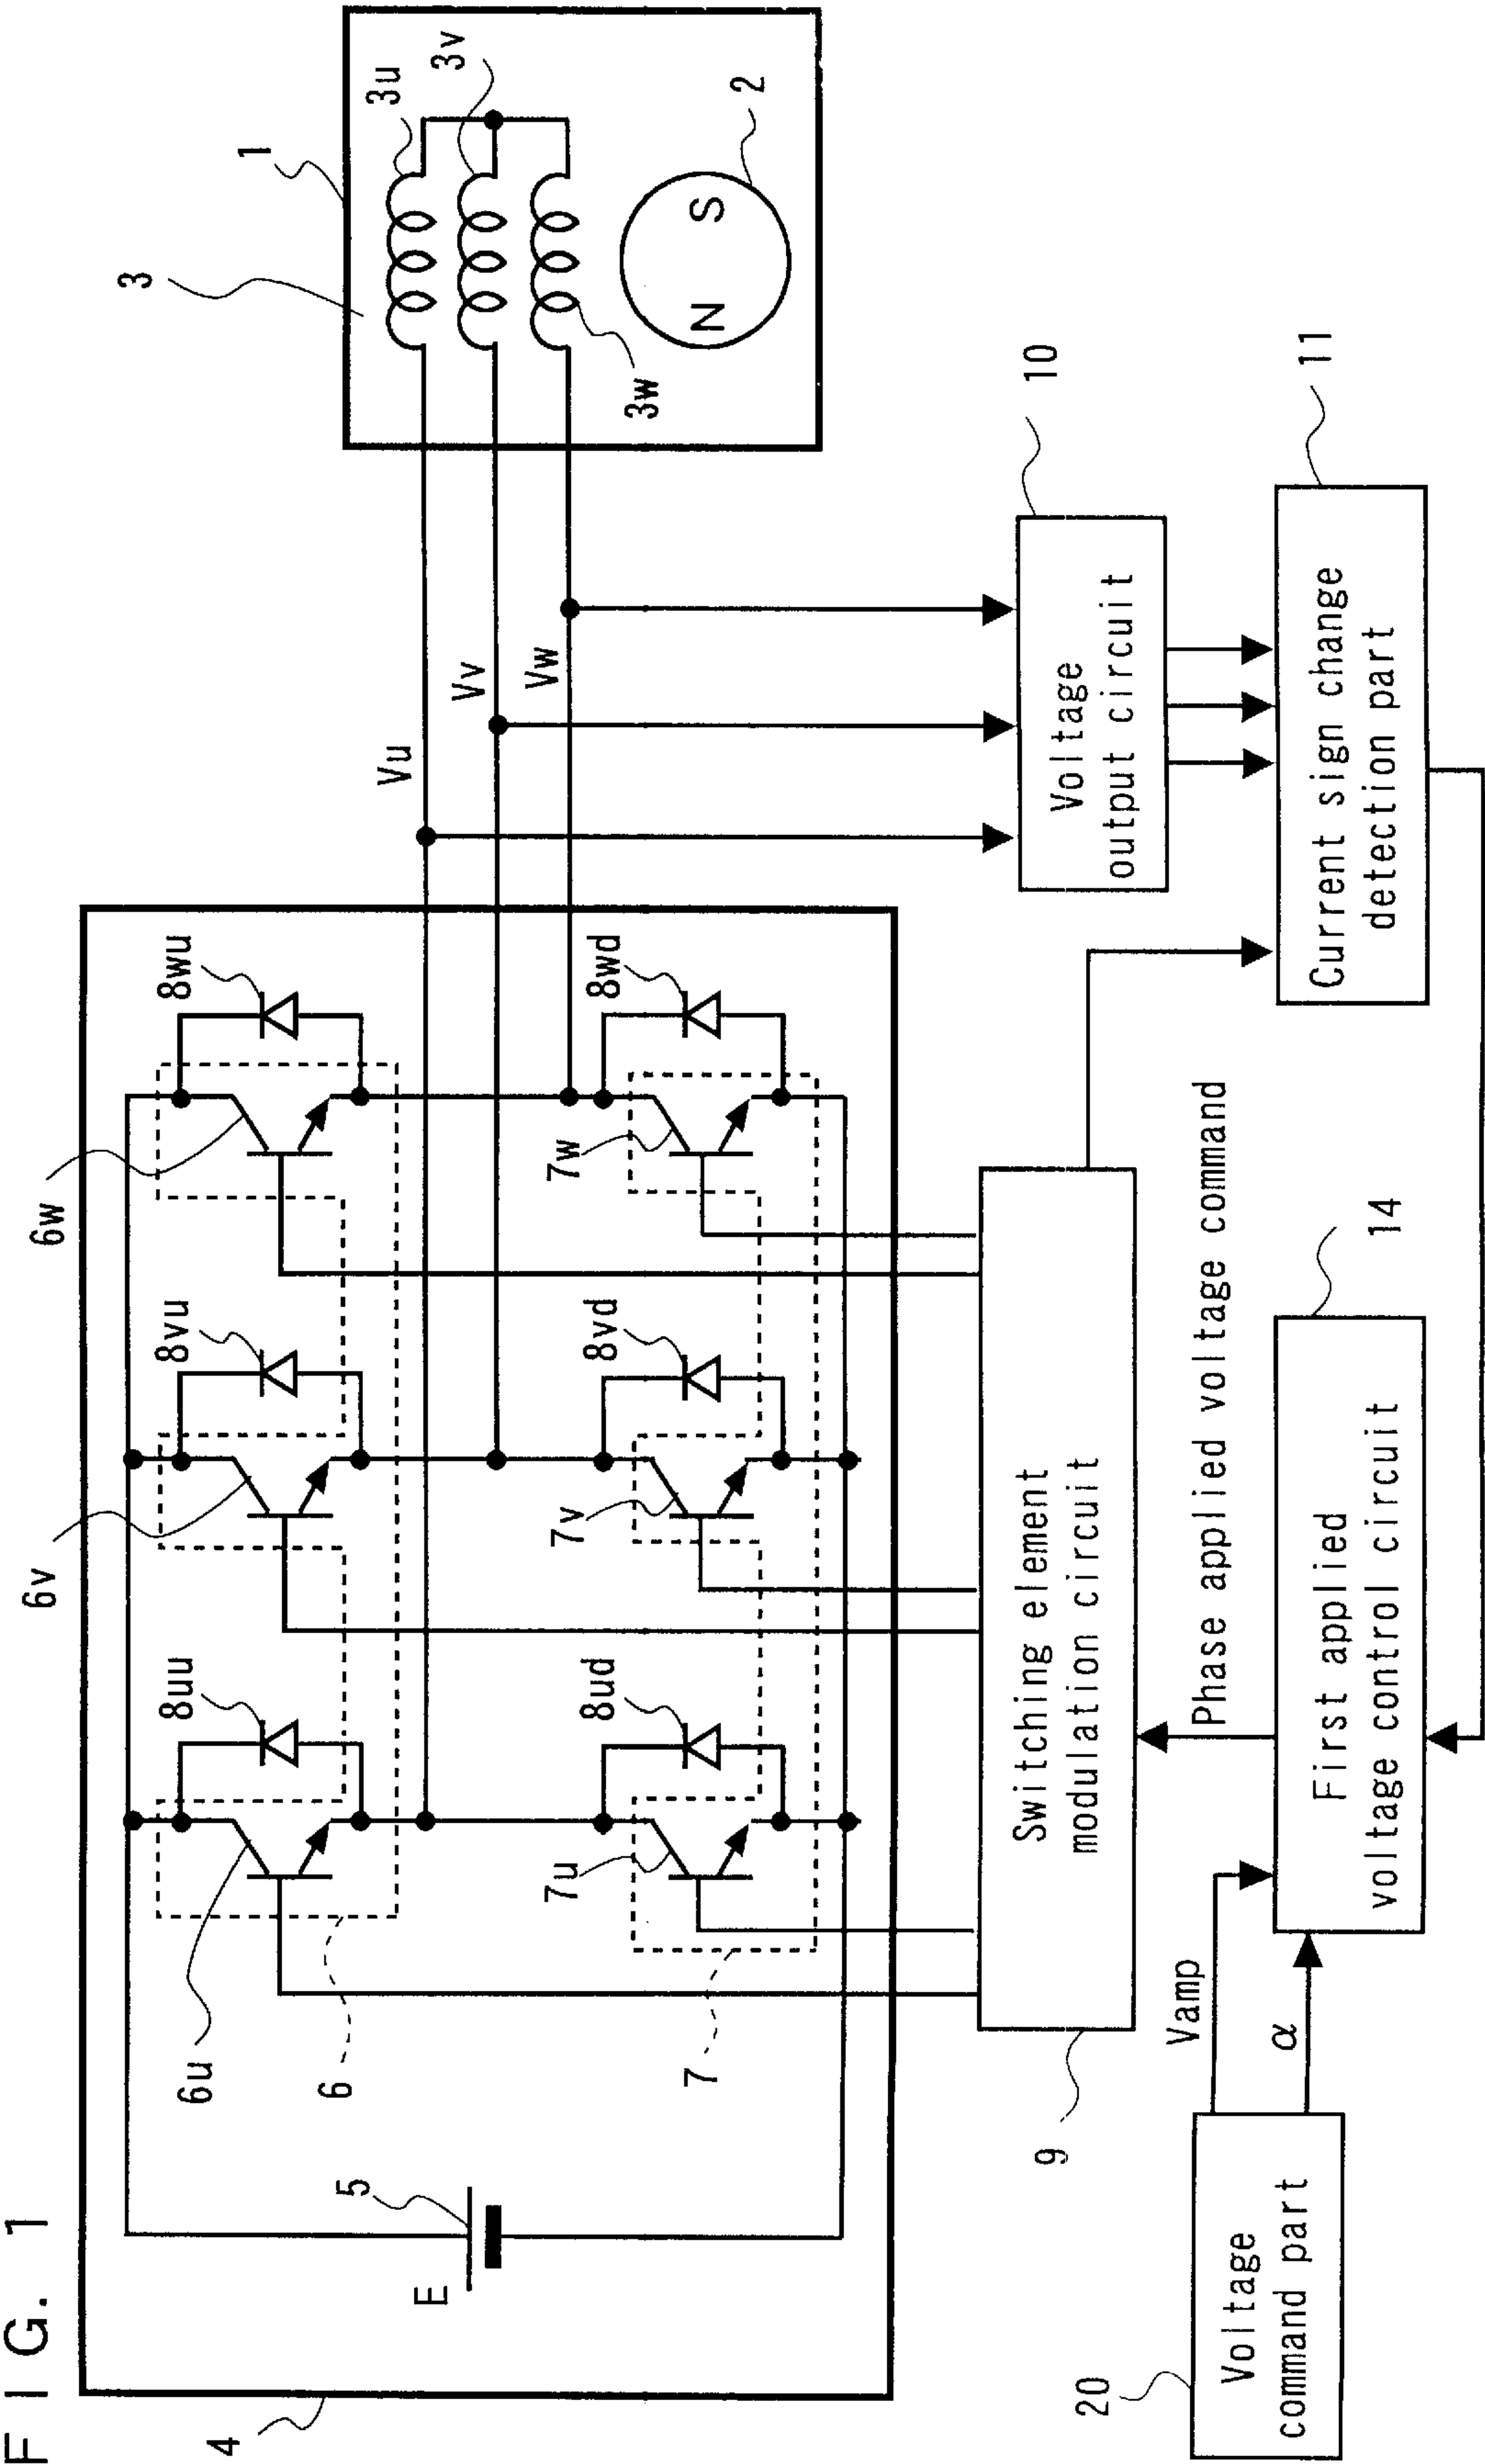 FIG. 1
4
E
5
6u
6
6v
6w
8uu
8vu
8wu
7
7u
7v
7w
8ud
8vd
8wd
Vu
Vv
Vw
1
3
3u
3v
3w
2
N
S
9
Switching element
modulation circuit
10
Voltage
output circuit
11
Current sign change
detection part
Phase applied voltage command
14
First applied
voltage control circuit
Vamp
α
20
Voltage
command part